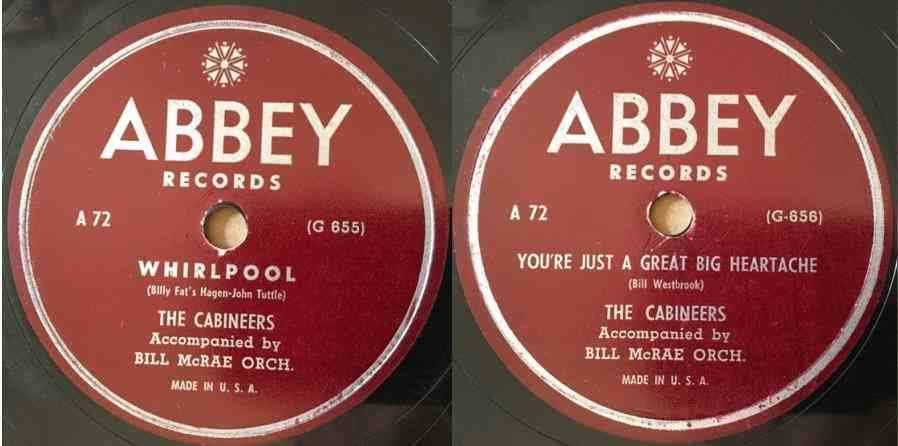 ABBEY
RECORDS
A 72 (G 655)
WHIRLPOOL
(Billy Fat's Hagen-John Tuttle)
THE CABINEERS
Accompanied by
BILL McRAE ORCH.
MADE IN U. S. A.
ABBEY
RECORDS
A 72 (G-656)
YOU'RE JUST A GREAT BIG HEARTACHE
(Bill Westbrook)
THE CABINEERS
Accompanied by
BILL McRAE ORCH.
MADE IN U. S. A.